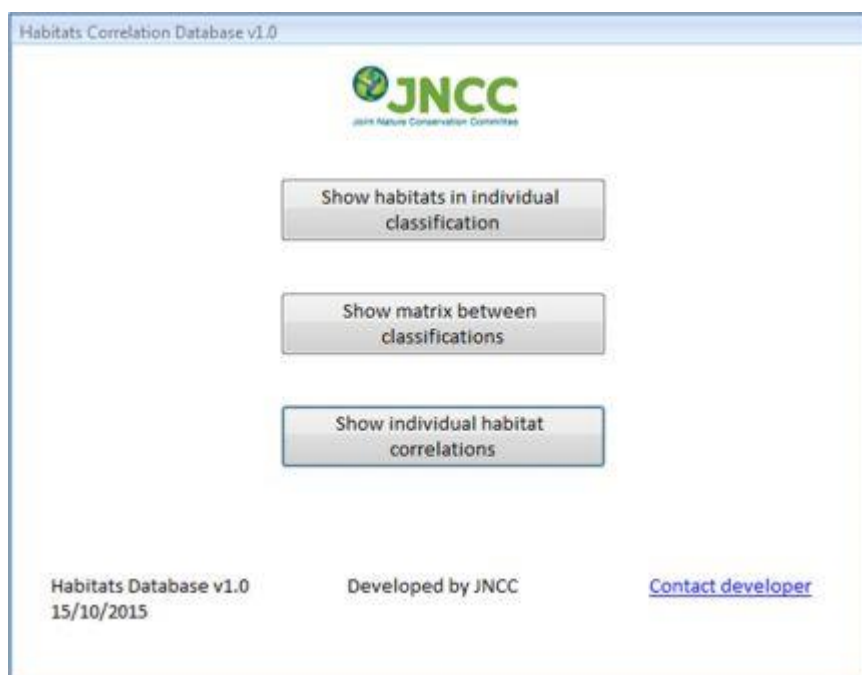 Habitats Correlation Database v1.0
JNCC
Joint Nature Conservation Committee
Show habitats in individual
classification
Show matrix between
classifications
Show individual habitat
correlations
Habitats Database v1.0
15/10/2015
Developed by JNCC
Contact developer